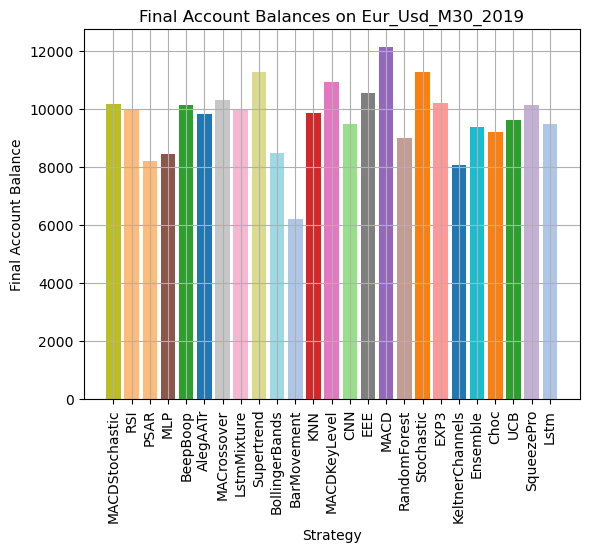 Final Account Balances on Eur_Usd_M30_2019
Final Account Balance
12000
10000
8000
6000
4000
2000
0
MACDStochastic
RSI
PSAR
MLP
BeepBoop
AlegAATr
MACrossover
LstmMixture
Supertrend
BollingerBands
BarMovement
KNN
MACDKeyLevel
CNN
EEE
MACD
RandomForest
Stochastic
EXP3
KeltnerChannels
Ensemble
Choc
UCB
SqueezePro
Lstm
Strategy